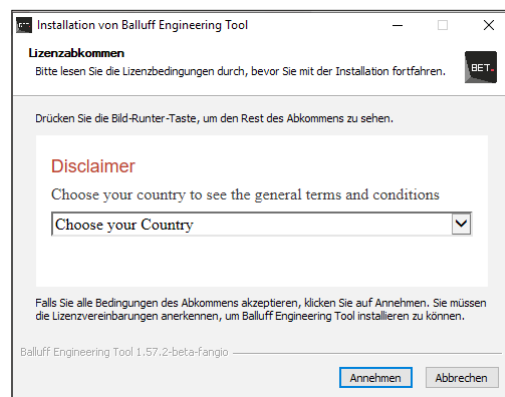 Installation von Balluff Engineering Tool
Lizenzabkommen
Bitte lesen Sie die Lizenzbedingungen durch, bevor Sie mit der Installation fortfahren.
BET.
Drücken Sie die Bild-Runter-Taste, um den Rest des Abkommens zu sehen.
Disclaimer
Choose your country to see the general terms and conditions
Choose your Country
Falls Sie alle Bedingungen des Abkommens akzeptieren, klicken Sie auf Annehmen. Sie müssen
die Lizenzvereinbarungen anerkennen, um Balluff Engineering Tool installieren zu können.
Balluff Engineering Tool 1.57.2-beta-fangio
Annehmen Abbrechen